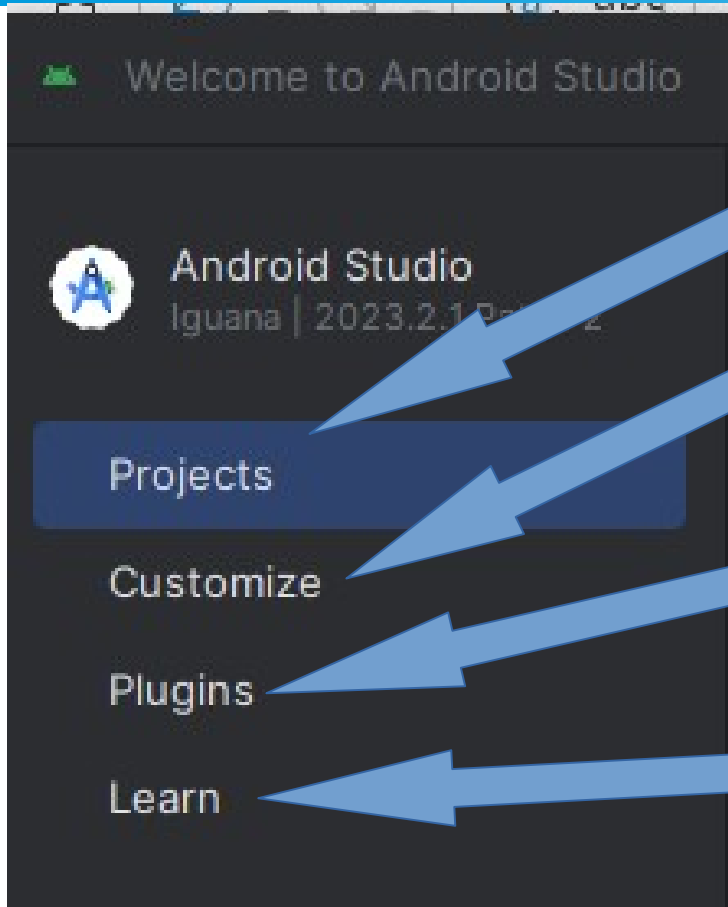 Welcome to Android Studio
Android Studio
Iguana | 2023.2.1
Projects
Customize
Plugins
Learn